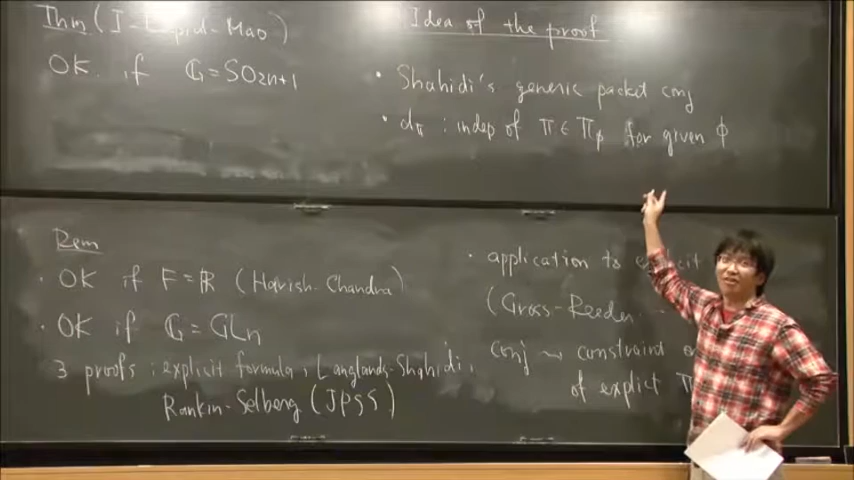 Thm (I-Lapid-Mao)
OK if G = SO2n+1
Idea of the proof
• Shahidi's generic packet conj
• dπ : indep of π ∈ Πφ for given φ
Rem
• OK if F = ℝ (Harish-Chandra)
• OK if G = GLn
3 proofs : explicit formula, Langlands-Shahidi,
Rankin-Selberg (JPSS)
• application to explicit
(Gross-Reeder
conj ⇝ constraint
of explicit